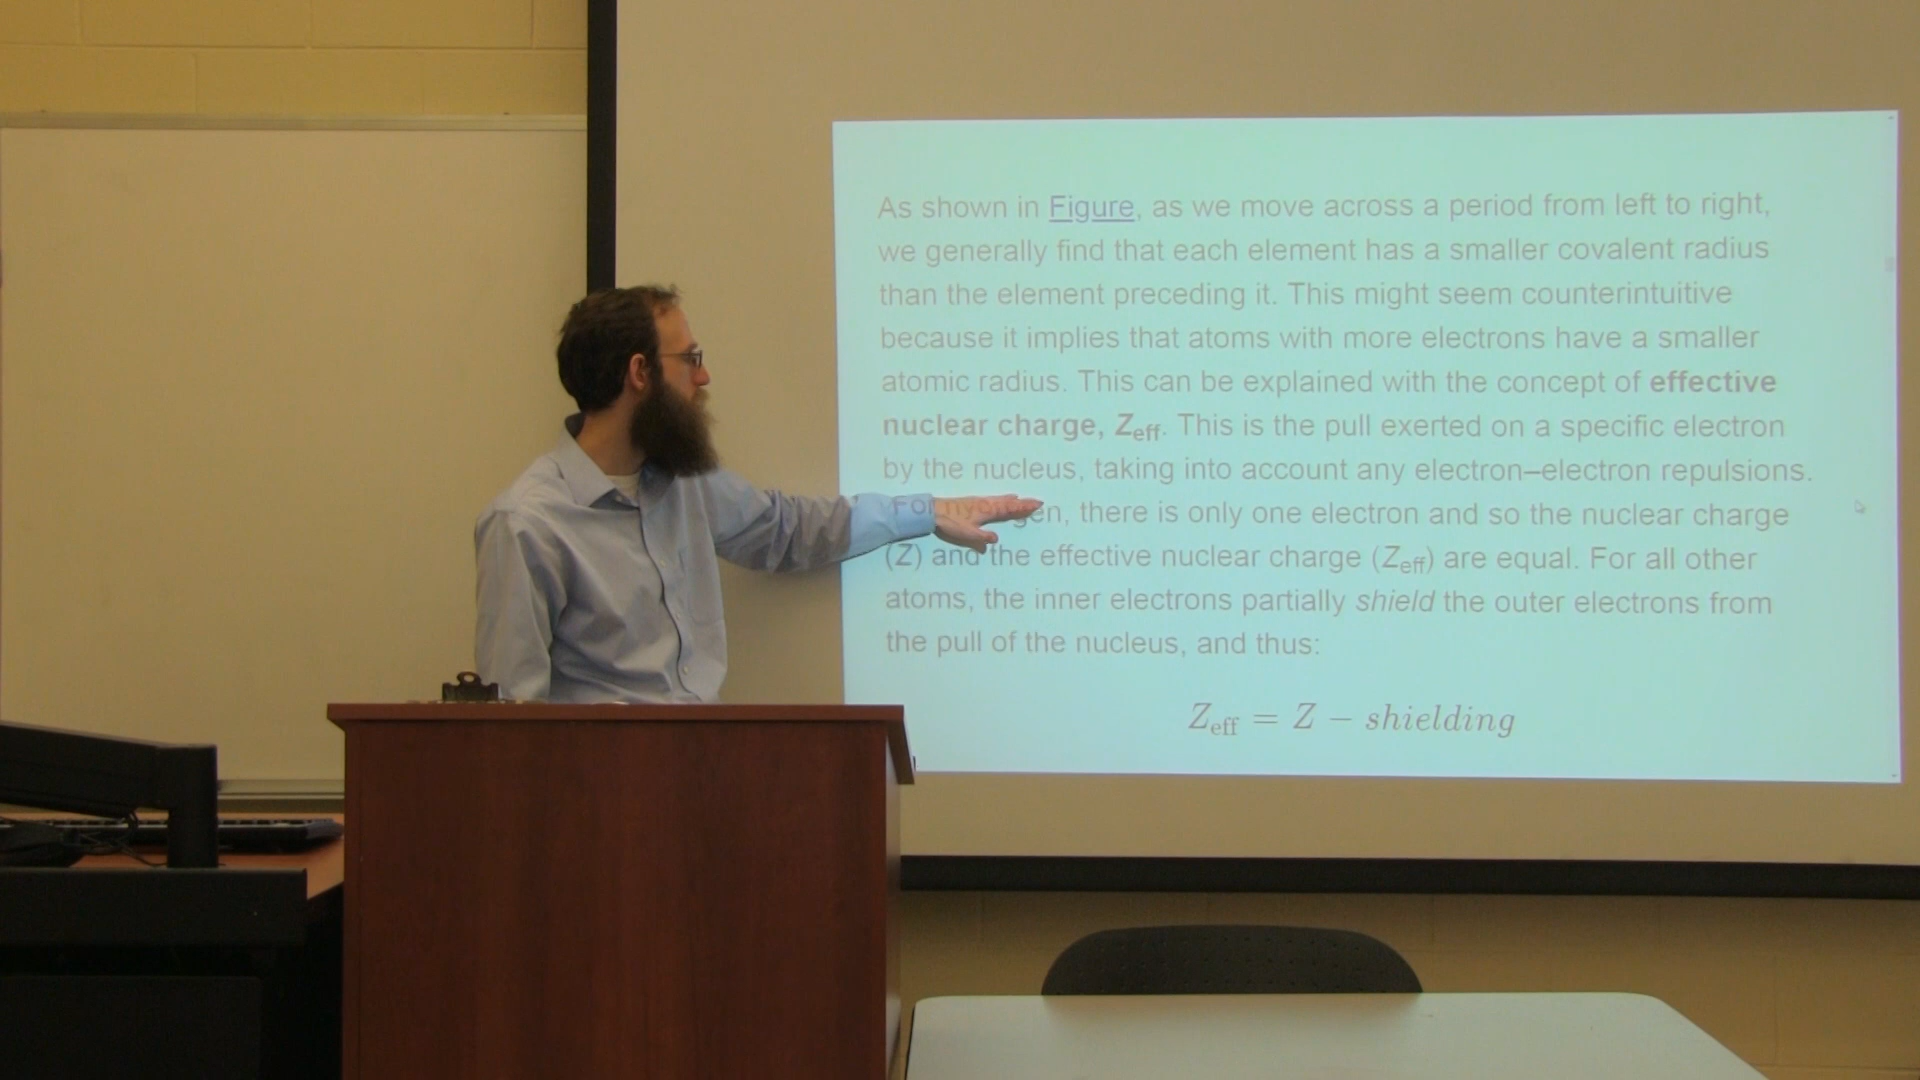 As shown in Figure, as we move across a period from left to right,
we generally find that each element has a smaller covalent radius
than the element preceding it. This might seem counterintuitive
because it implies that atoms with more electrons have a smaller
atomic radius. This can be explained with the concept of effective
nuclear charge, Zeff. This is the pull exerted on a specific electron
by the nucleus, taking into account any electron–electron repulsions.
For hydrogen, there is only one electron and so the nuclear charge
(Z) and the effective nuclear charge (Zeff) are equal. For all other
atoms, the inner electrons partially shield the outer electrons from
the pull of the nucleus, and thus:
Zeff = Z − shielding